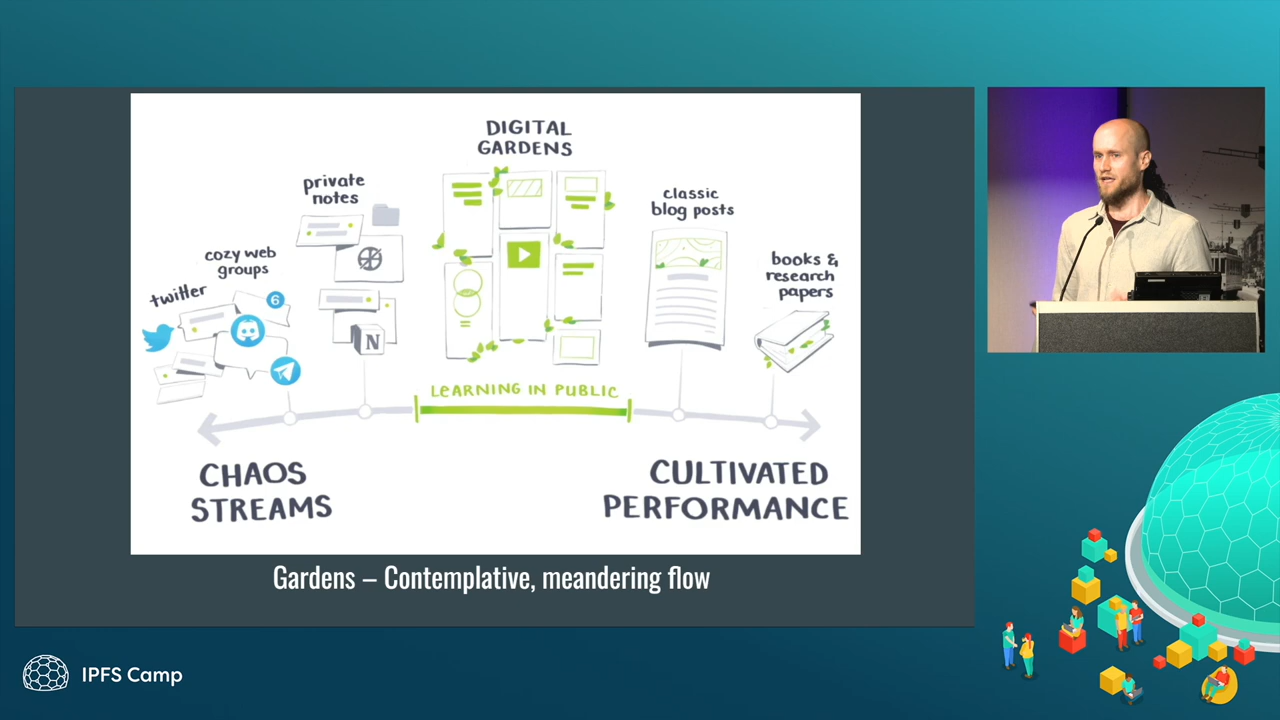 DIGITAL
GARDENS
private
notes
classic
blog posts
cozy web
groups
books &
research
papers
twitter
6
N
LEARNING IN PUBLIC
CHAOS
STREAMS
CULTIVATED
PERFORMANCE
Gardens – Contemplative, meandering flow
IPFS Camp